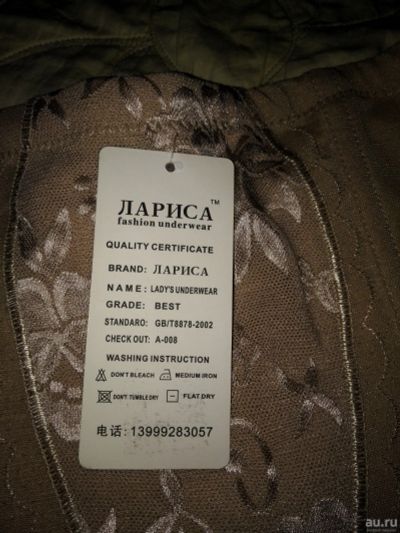 ЛАРИСА™
fashion underwear
QUALITY CERTIFICATE
BRAND: ЛАРИСА
NAME: LADY'S UNDERWEAR
GRADE: BEST
STANDARO: GB/T8878-2002
CHECK OUT: A-008
WASHING INSTRUCTION
DON'T BLEACH MEDIUM IRON
DON'T TUMBLE DRY FLAT DRY
电话: 13999283057
au.ru